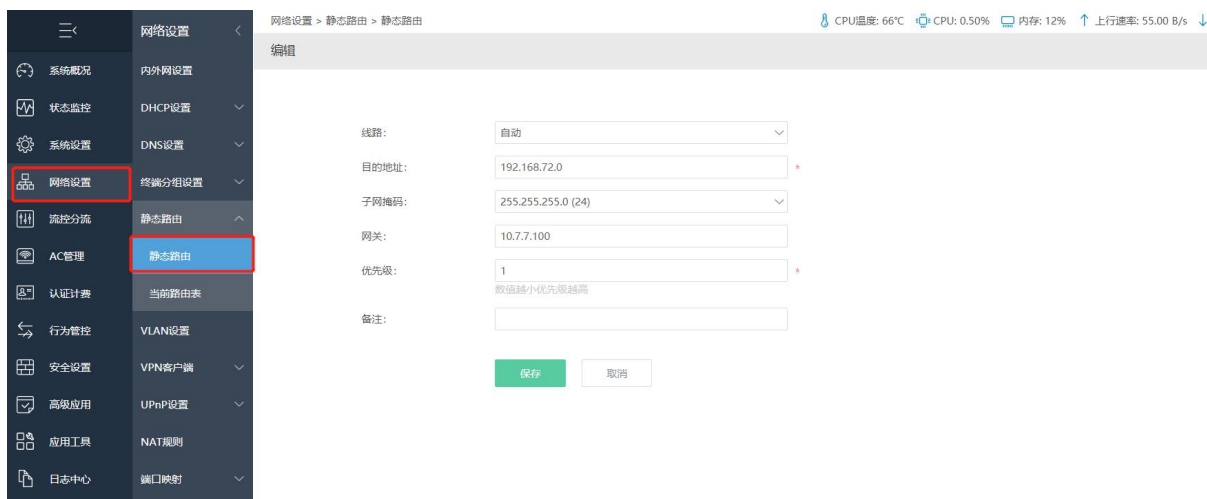 网络设置 > 静态路由 > 静态路由
CPU温度: 66℃ CPU: 0.50% 内存: 12% 上行速率: 55.00 B/s
网络设置
编辑
系统概况
状态监控
系统设置
网络设置
流控分流
AC管理
认证计费
行为管控
安全设置
高级应用
应用工具
日志中心
内外网设置
DHCP设置
DNS设置
终端分组设置
静态路由
静态路由
当前路由表
VLAN设置
VPN客户端
UPnP设置
NAT规则
端口映射
线路: 自动
目的地址: 192.168.72.0 *
子网掩码: 255.255.255.0 (24)
网关: 10.7.7.100
优先级: 1 *
数值越小优先级越高
备注:
保存 取消